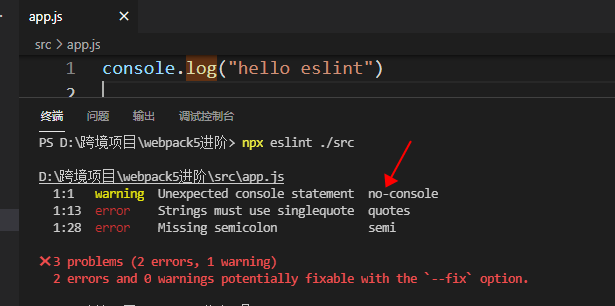 app.js ×
src > app.js
1 console.log("hello eslint")
2
终端 问题 输出 调试控制台
PS D:\跨境项目\webpack5进阶> npx eslint ./src
D:\跨境项目\webpack5进阶\src\app.js
1:1 warning Unexpected console statement no-console
1:13 error Strings must use singlequote quotes
1:28 error Missing semicolon semi
✖ 3 problems (2 errors, 1 warning)
2 errors and 0 warnings potentially fixable with the `--fix` option.